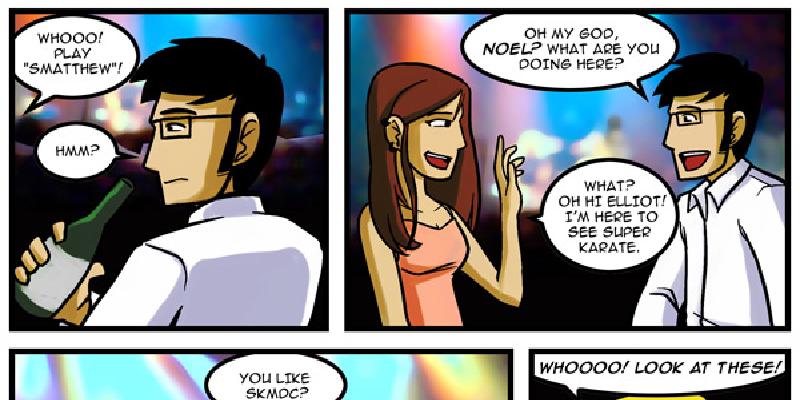 WHOOO!
PLAY
"SMATTHEW"!
HMM?
OH MY GOD,
NOEL? WHAT ARE YOU
DOING HERE?
WHAT?
OH HI ELLIOT!
I'M HERE TO
SEE SUPER
KARATE.
YOU LIKE
SKMDC?
WHOOOO! LOOK AT THESE!